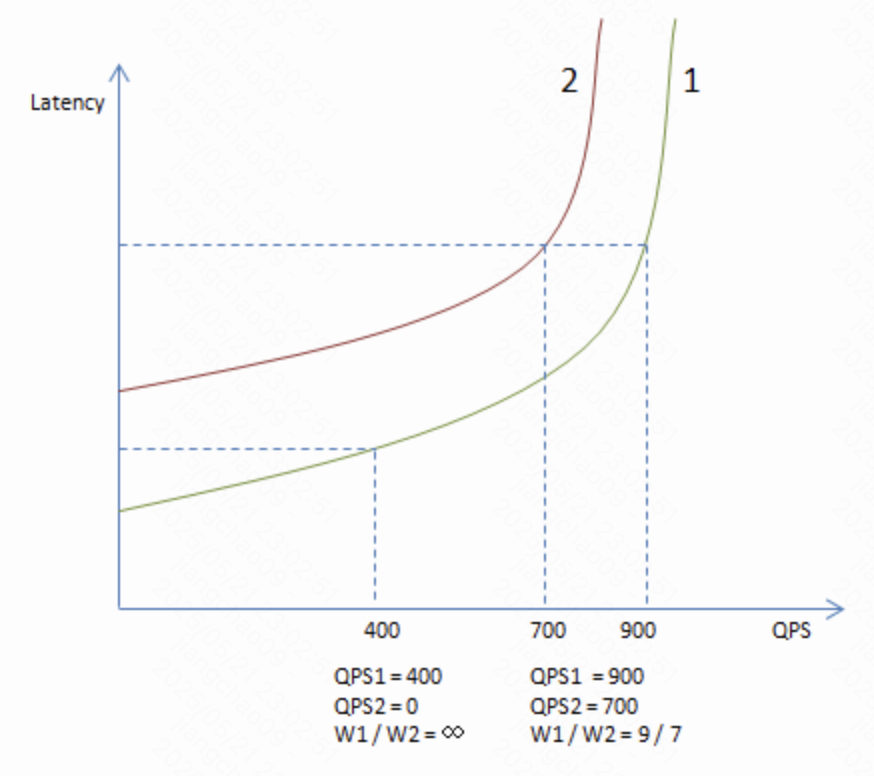 2
1
Latency
400
700
900
QPS
QPS1 = 400
QPS2 = 0
W1 / W2 = ∞
QPS1 = 900
QPS2 = 700
W1 / W2 = 9 / 7